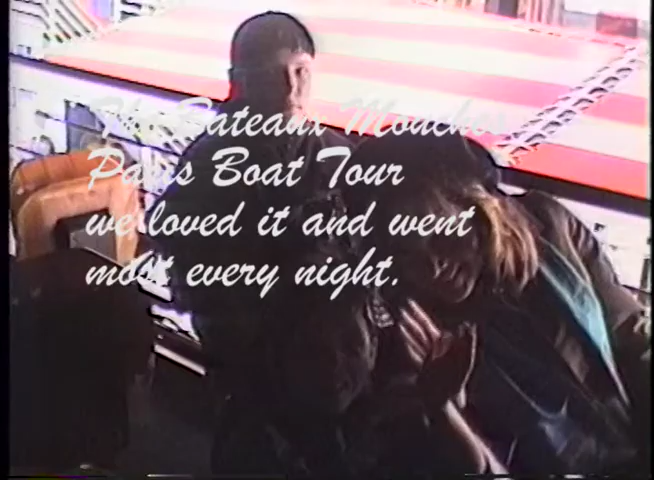 The Bateaux Mouches
Paris Boat Tour
we loved it and went
most every night.